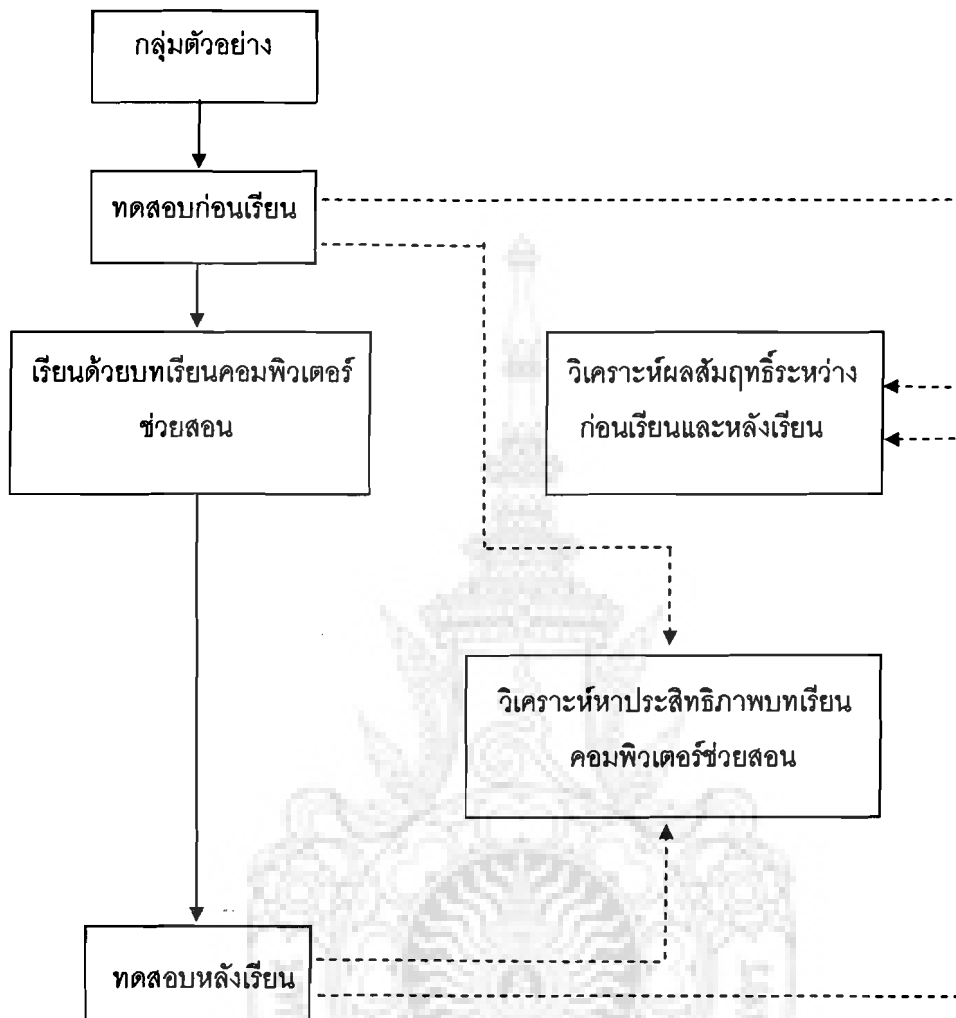 กลุ่มตัวอย่าง
ทดสอบก่อนเรียน
เรียนด้วยบทเรียนคอมพิวเตอร์
ช่วยสอน
วิเคราะห์ผลสัมฤทธิ์ระหว่าง
ก่อนเรียนและหลังเรียน
วิเคราะห์หาประสิทธิภาพบทเรียน
คอมพิวเตอร์ช่วยสอน
ทดสอบหลังเรียน